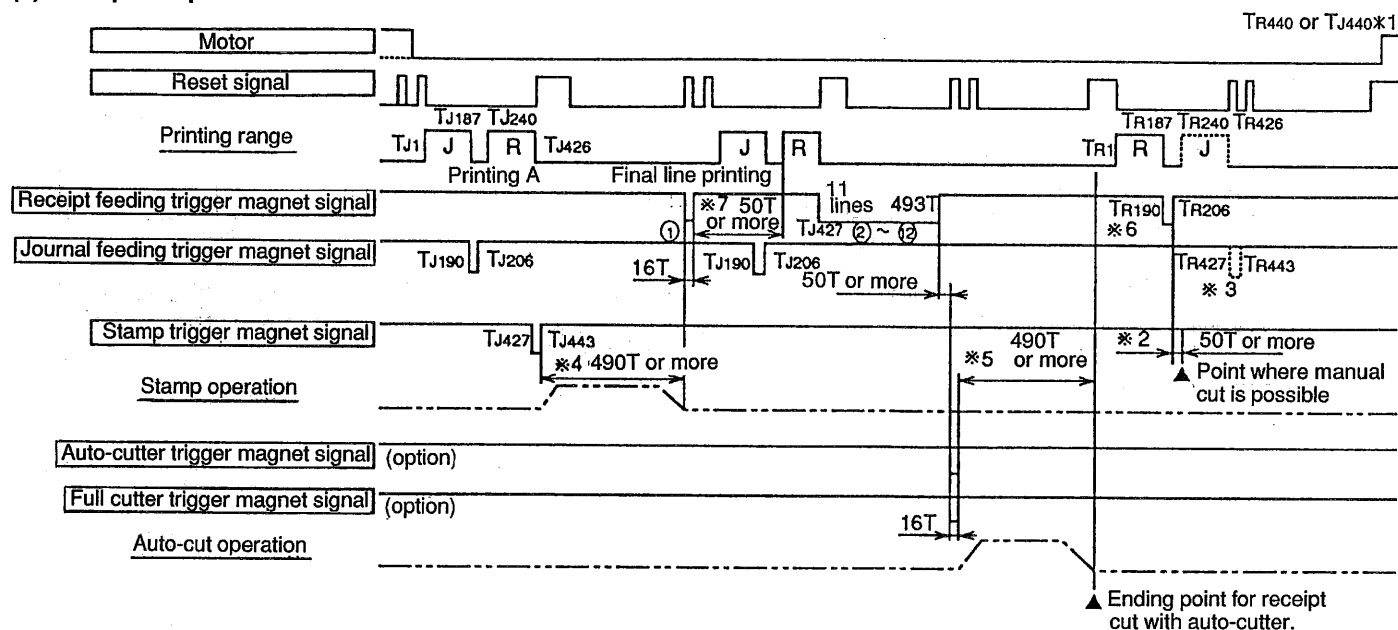 TR440 or TJ440※1
Motor
Reset signal
TJ187 TJ240
TR187 TR240 TR426
Printing range
TJ1 J R TJ426 J R TR1 R J
Printing A
Final line printing
Receipt feeding trigger magnet signal
① ※7 50T or more
11 lines 493T
TJ427 ② ~ ⑫
TR190 TR206
※6
Journal feeding trigger magnet signal
TJ190 TJ206
16T
TJ190 TJ206
50T or more
TR427 TR443
※ 3
Stamp trigger magnet signal
TJ427 TJ443
※4 490T or more
※5 490T or more
※2 50T or more
Point where manual
cut is possible
Stamp operation
Auto-cutter trigger magnet signal (option)
Full cutter trigger magnet signal (option)
16T
Auto-cut operation
Ending point for receipt
cut with auto-cutter.